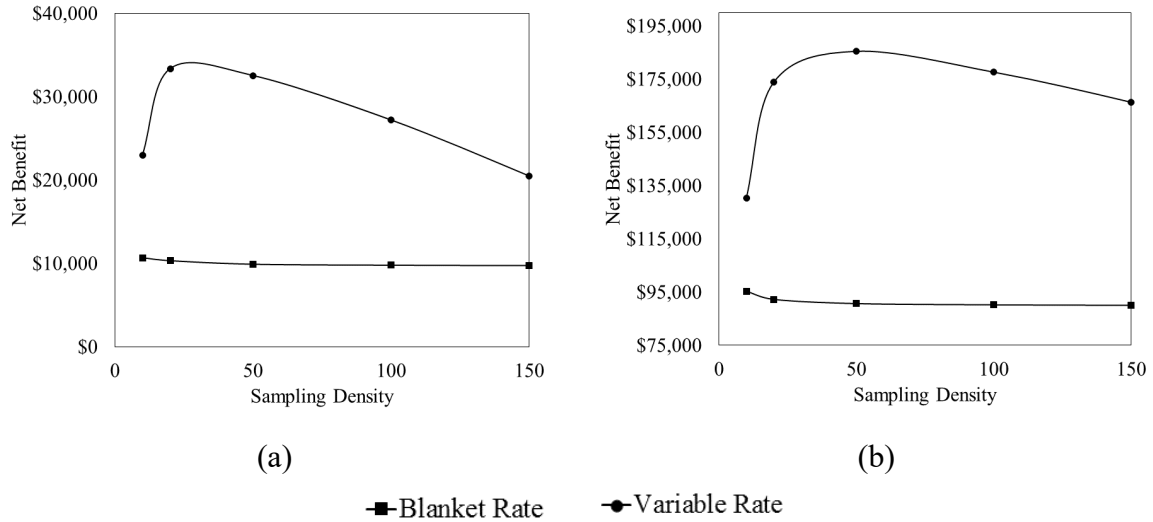 $40,000
$30,000
$20,000
$10,000
$0
Net Benefit
0
50
100
150
Sampling Density
(a)
$195,000
$175,000
$155,000
$135,000
$115,000
$95,000
$75,000
Net Benefit
0
50
100
150
Sampling Density
(b)
Blanket Rate
Variable Rate